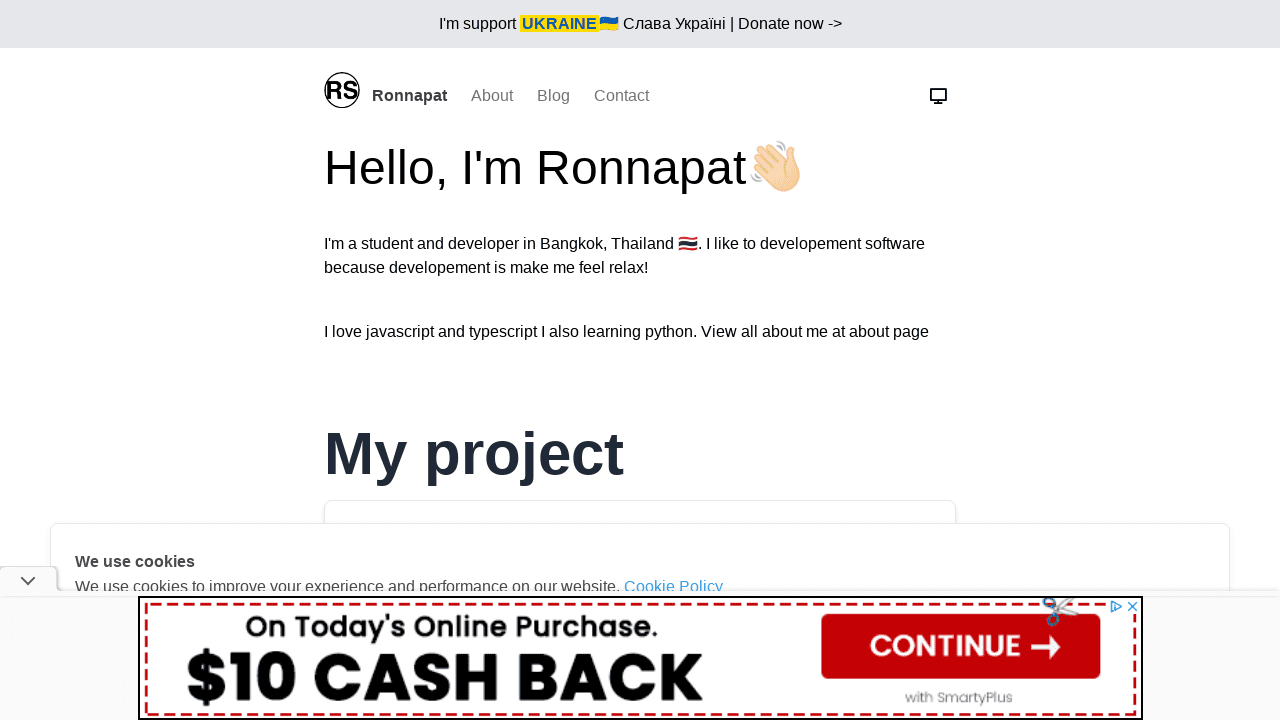 I'm support UKRAINE🇺🇦 Слава Україні | Donate now ->
RS Ronnapat About Blog Contact
Hello, I'm Ronnapat👋🏻
I'm a student and developer in Bangkok, Thailand 🇹🇭. I like to developement software
because developement is make me feel relax!
I love javascript and typescript I also learning python. View all about me at about page
My project
We use cookies
We use cookies to improve your experience and performance on our website. Cookie Policy
On Today's Online Purchase.
$10 CASH BACK
CONTINUE →
with SmartyPlus